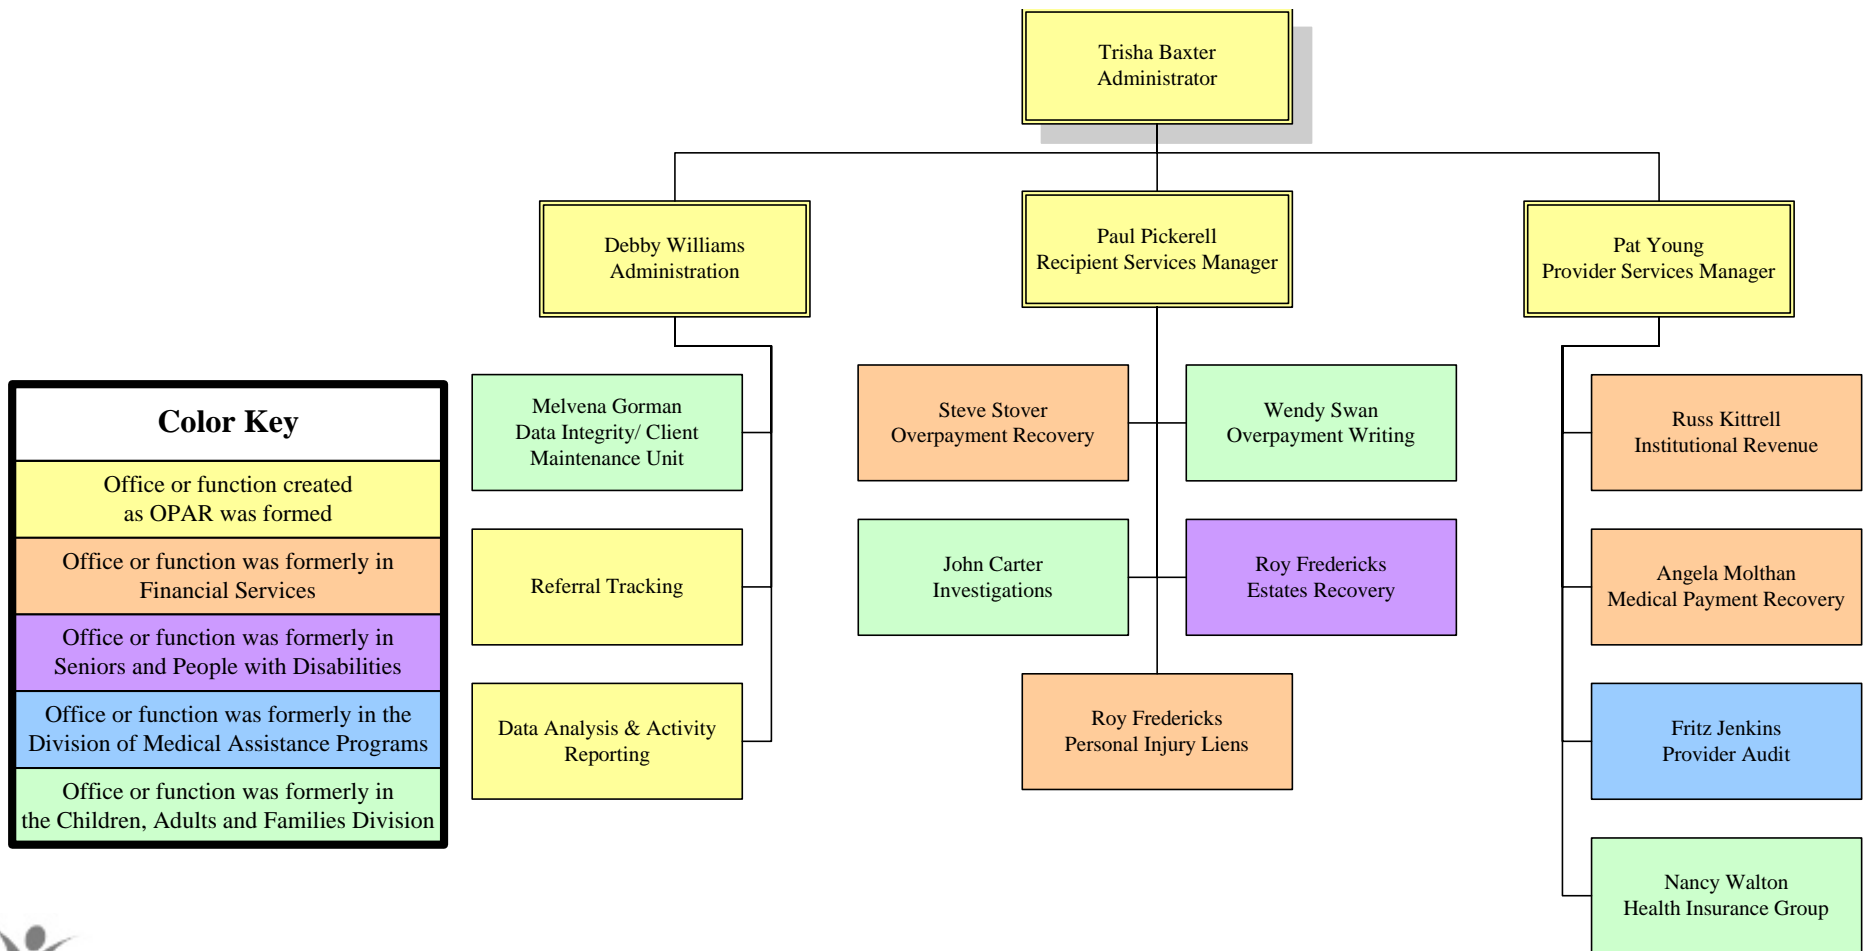 Trisha Baxter
Administrator
Debby Williams
Administration
Paul Pickerell
Recipient Services Manager
Pat Young
Provider Services Manager
Color Key
Office or function created
as OPAR was formed
Office or function was formerly in
Financial Services
Office or function was formerly in
Seniors and People with Disabilities
Office or function was formerly in the
Division of Medical Assistance Programs
Office or function was formerly in
the Children, Adults and Families Division
Melvena Gorman
Data Integrity/ Client
Maintenance Unit
Referral Tracking
Data Analysis & Activity
Reporting
Steve Stover
Overpayment Recovery
Wendy Swan
Overpayment Writing
John Carter
Investigations
Roy Fredericks
Estates Recovery
Roy Fredericks
Personal Injury Liens
Russ Kittrell
Institutional Revenue
Angela Molthan
Medical Payment Recovery
Fritz Jenkins
Provider Audit
Nancy Walton
Health Insurance Group